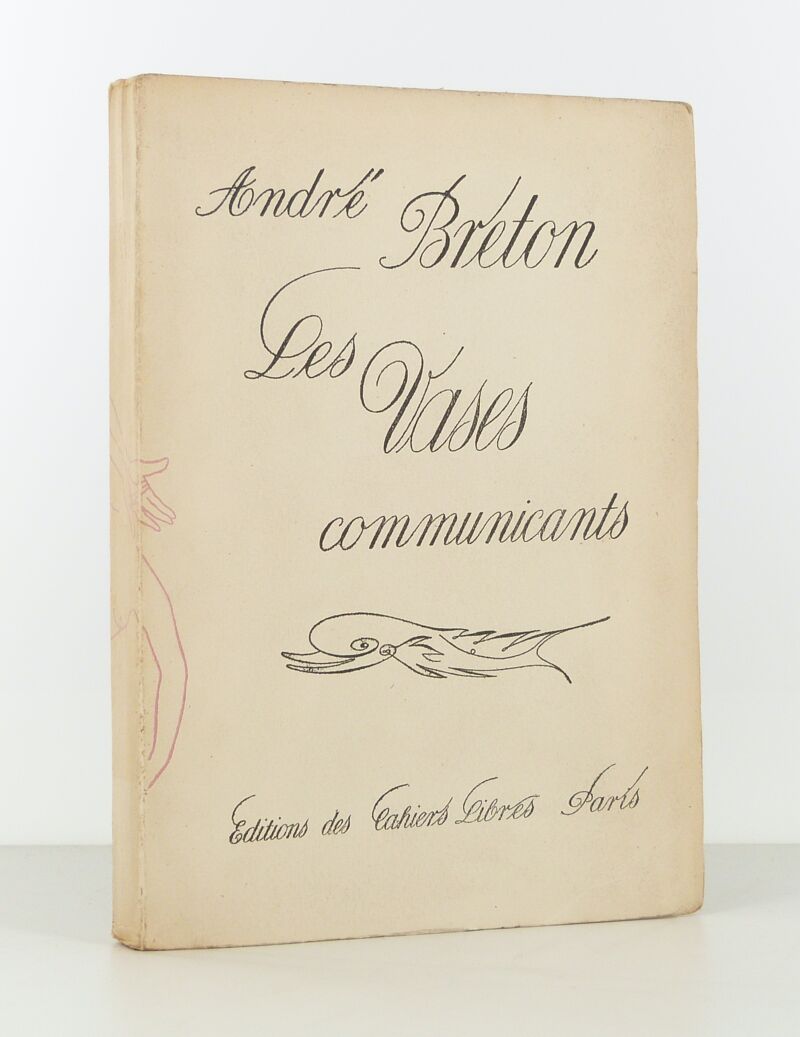 André Breton
Les Vases
communicants
Editions des Cahiers Libres Paris